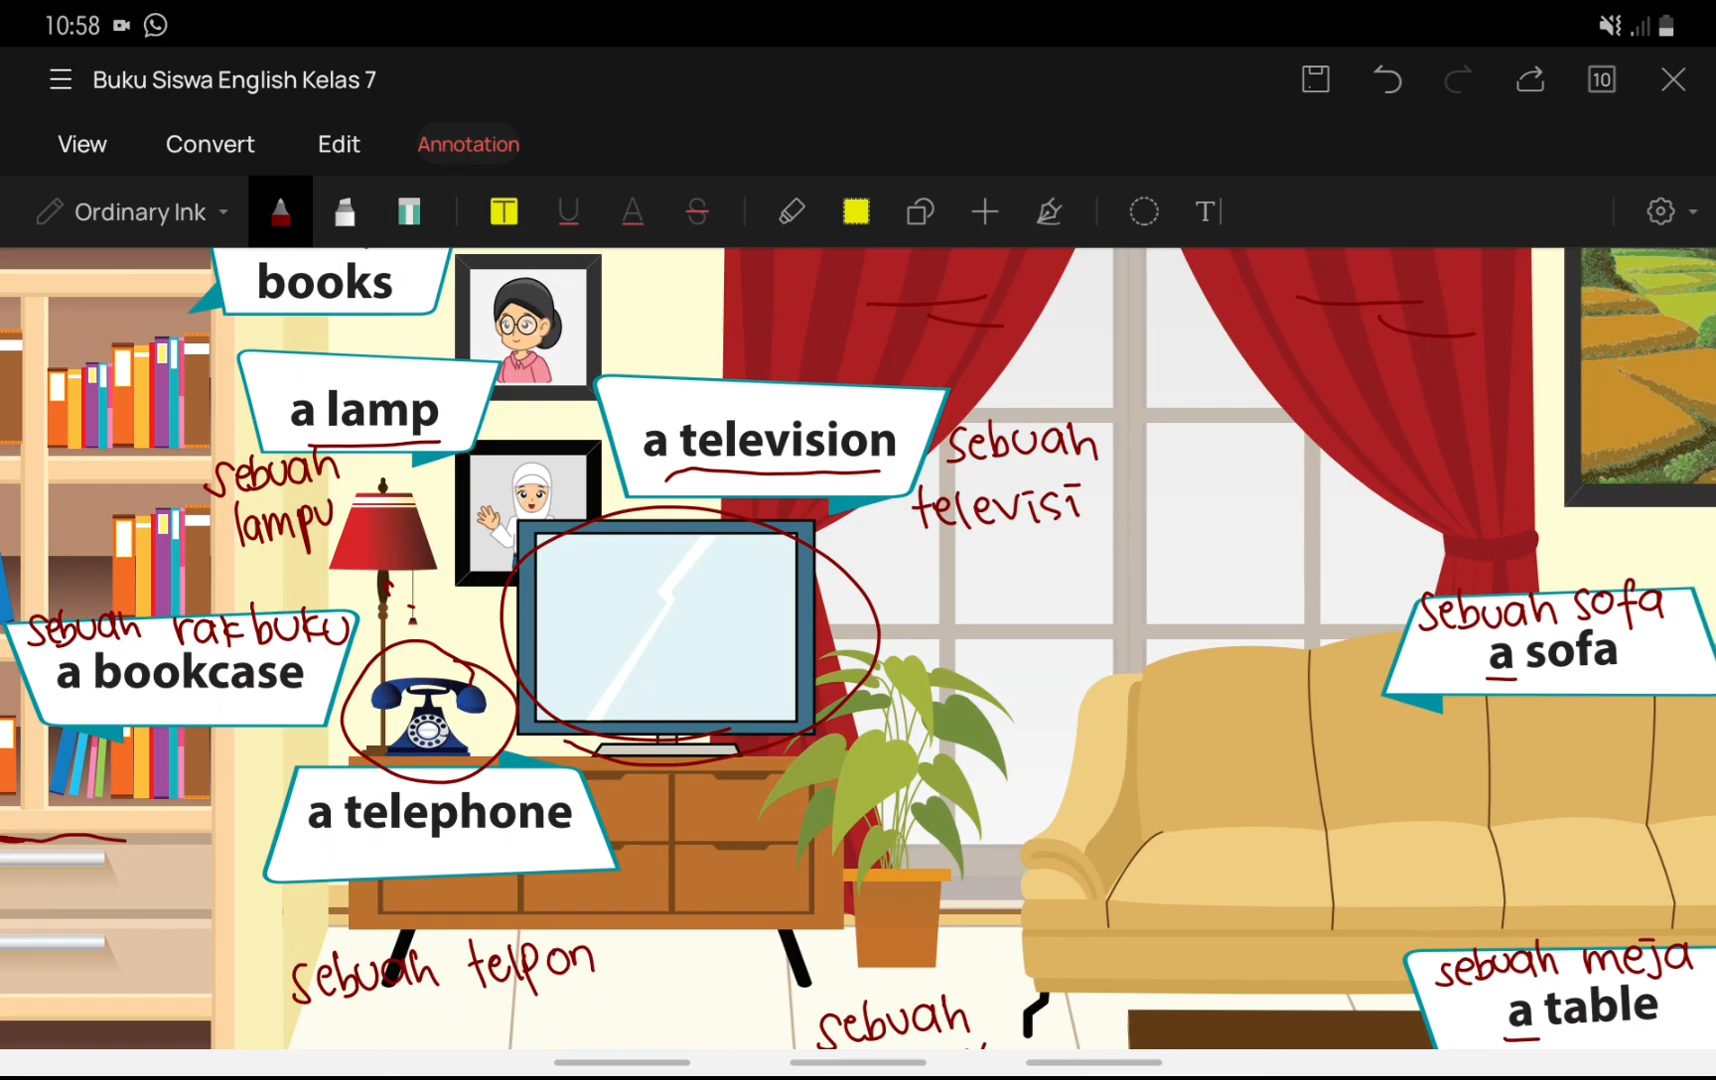 10:58
Buku Siswa English Kelas 7
10
View Convert Edit Annotation
Ordinary Ink
T U A S T
books
a lamp
sebuah
lampu
a television
sebuah
televisi
sebuah rak buku
a bookcase
sebuah sofa
a sofa
a telephone
sebuah telpon
sebuah meja
a table
sebuah